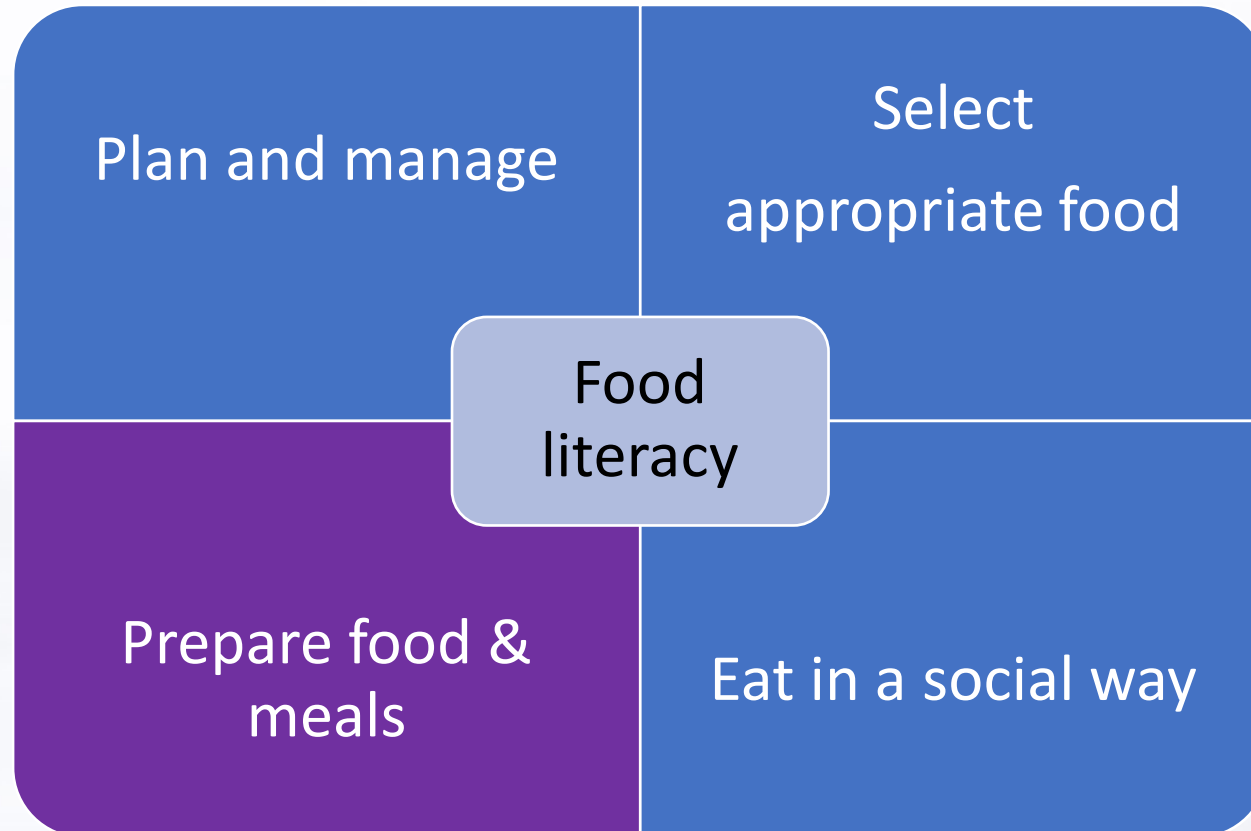 Plan and manage
Select
appropriate food
Food
literacy
Prepare food &
meals
Eat in a social way